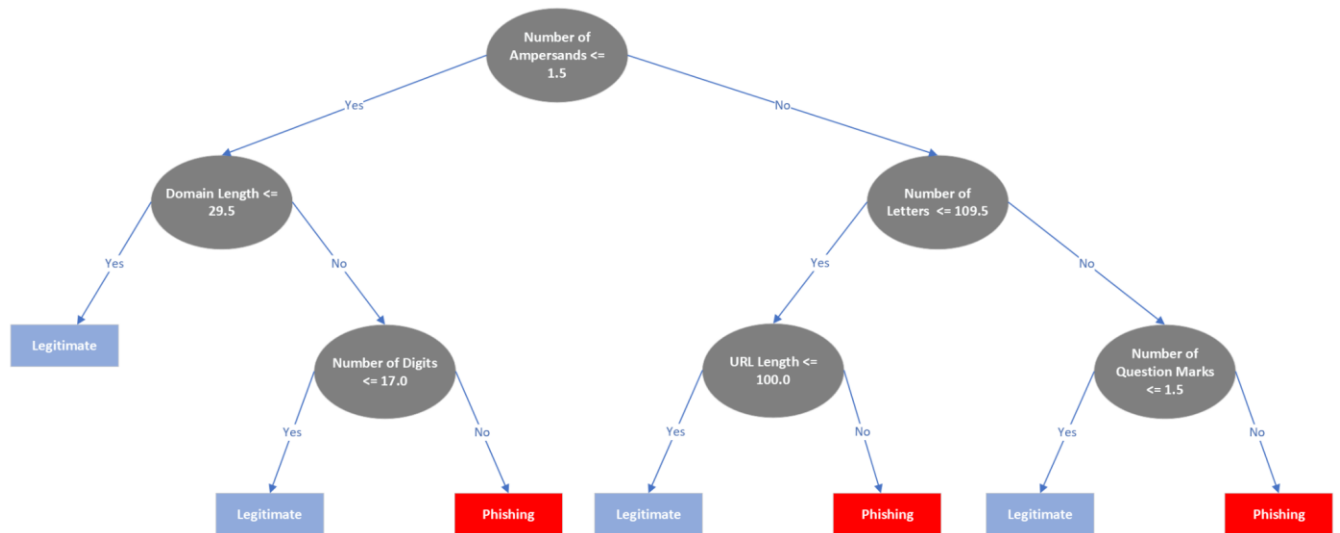 Number of
Ampersands <=
1.5
Yes
No
Domain Length <=
29.5
Number of
Letters <= 109.5
Yes
No
Yes
No
Legitimate
Number of Digits
<= 17.0
URL Length <=
100.0
Number of
Question Marks
<= 1.5
Yes
No
Yes
No
Yes
No
Legitimate
Phishing
Legitimate
Phishing
Legitimate
Phishing